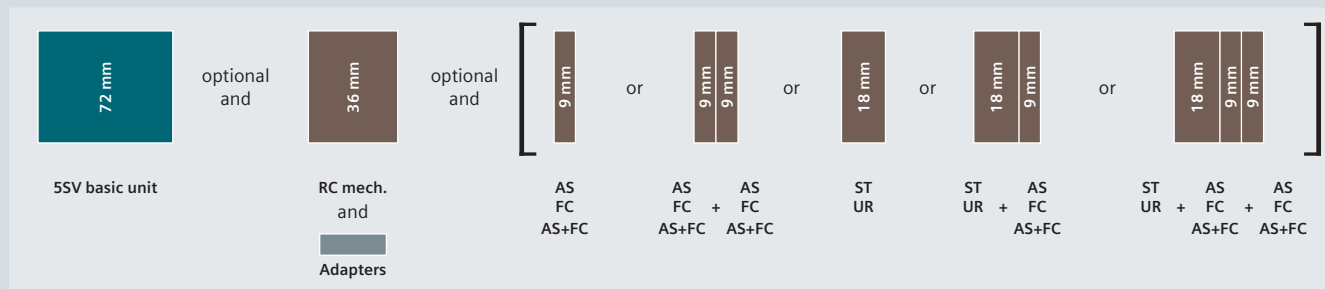 72 mm
optional
and
36 mm
optional
and
9 mm
or
9 mm
9 mm
or
18 mm
or
18 mm
9 mm
or
18 mm
9 mm
9 mm
5SV basic unit
RC mech.
and
Adapters
AS
FC
AS+FC
AS AS
FC + FC
AS+FC AS+FC
ST
UR
ST AS
UR + FC
AS+FC
ST AS AS
UR + FC + FC
AS+FC AS+FC